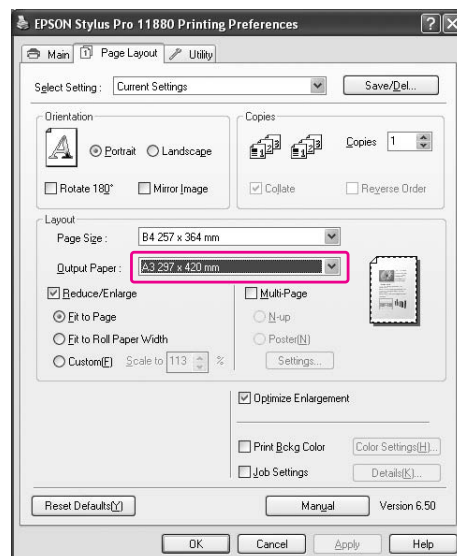 EPSON Stylus Pro 11880 Printing Preferences
Main Page Layout Utility
Select Setting : Current Settings Save/Del...
Orientation
Portrait Landscape
Rotate 180° Mirror Image
Copies
Copies 1
Collate Reverse Order
Layout
Page Size : B4 257 x 364 mm
Output Paper : A3 297 x 420 mm
Reduce/Enlarge
Fit to Page
Fit to Roll Paper Width
Custom(F) Scale to 113 %
Multi-Page
N-up
Poster(N)
Settings...
Optimize Enlargement
Print Bckg Color Color Settings(H)...
Job Settings Details(K)...
Reset Defaults(Y) Manual Version 6.50
OK Cancel Apply Help